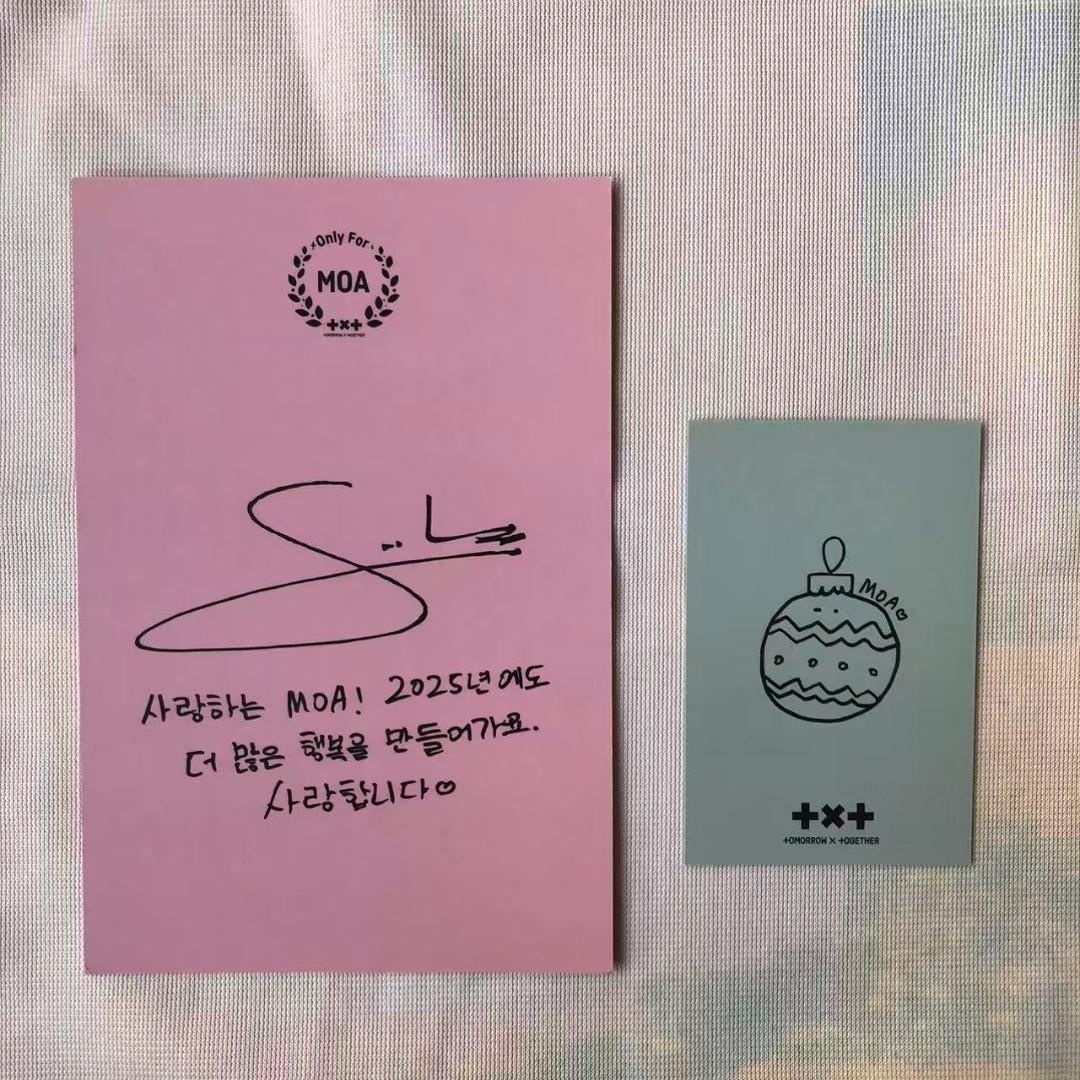 Only For
MOA
+×+
TOMORROW × TOGETHER
사랑하는 MOA! 2025년에도
더 많은 행복을 만들어가요.
사랑합니다♡
MOA♡
+×+
TOMORROW × TOGETHER